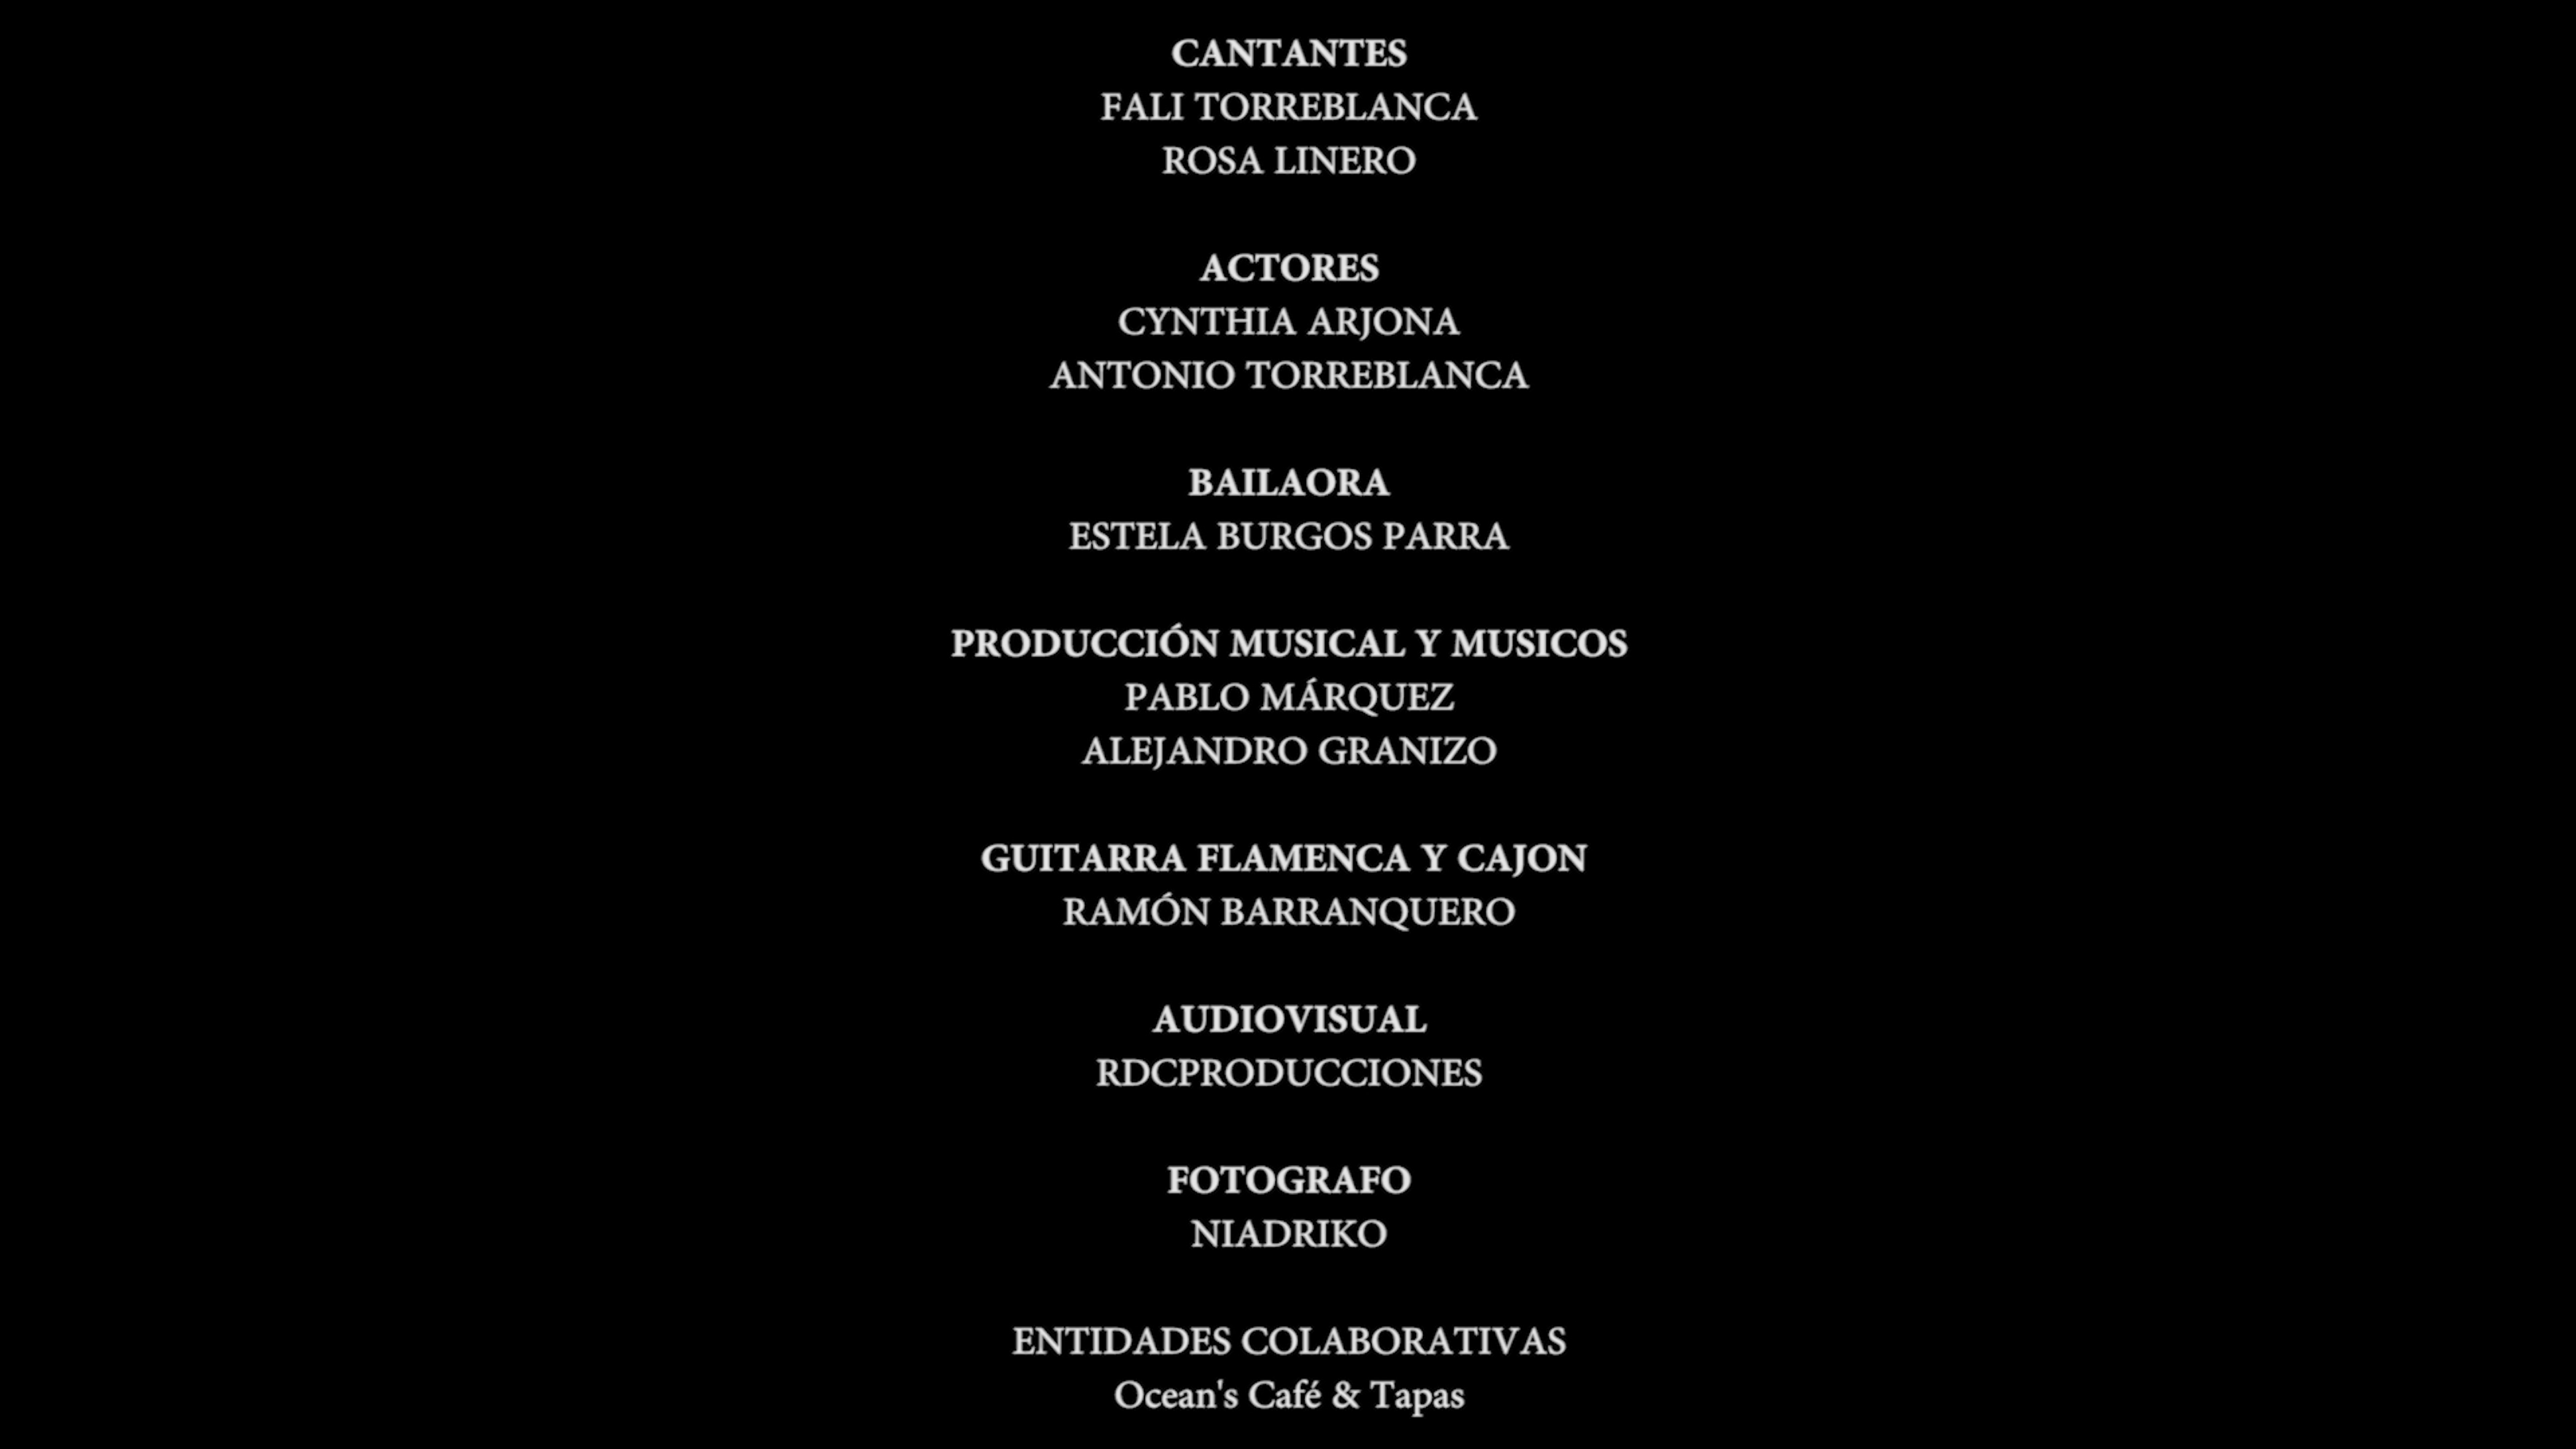 CANTANTES
FALI TORREBLANCA
ROSA LINERO
ACTORES
CYNTHIA ARJONA
ANTONIO TORREBLANCA
BAILAORA
ESTELA BURGOS PARRA
PRODUCCIÓN MUSICAL Y MUSICOS
PABLO MÁRQUEZ
ALEJANDRO GRANIZO
GUITARRA FLAMENCA Y CAJON
RAMÓN BARRANQUERO
AUDIOVISUAL
RDCPRODUCCIONES
FOTOGRAFO
NIADRIKO
ENTIDADES COLABORATIVAS
Ocean's Café & Tapas